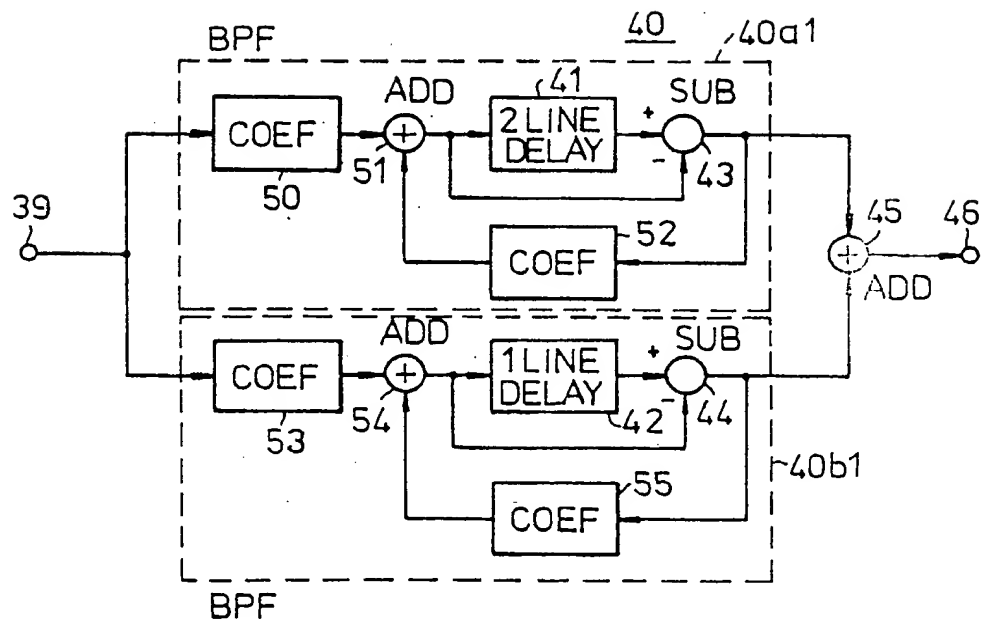 BPF
40
40a1
ADD
41
SUB
COEF
+
2 LINE
DELAY
+
-
50
51
43
39
52
COEF
45
46
+
ADD
ADD
SUB
COEF
+
1 LINE
DELAY
+
-
53
54
42
44
55
COEF
40b1
BPF